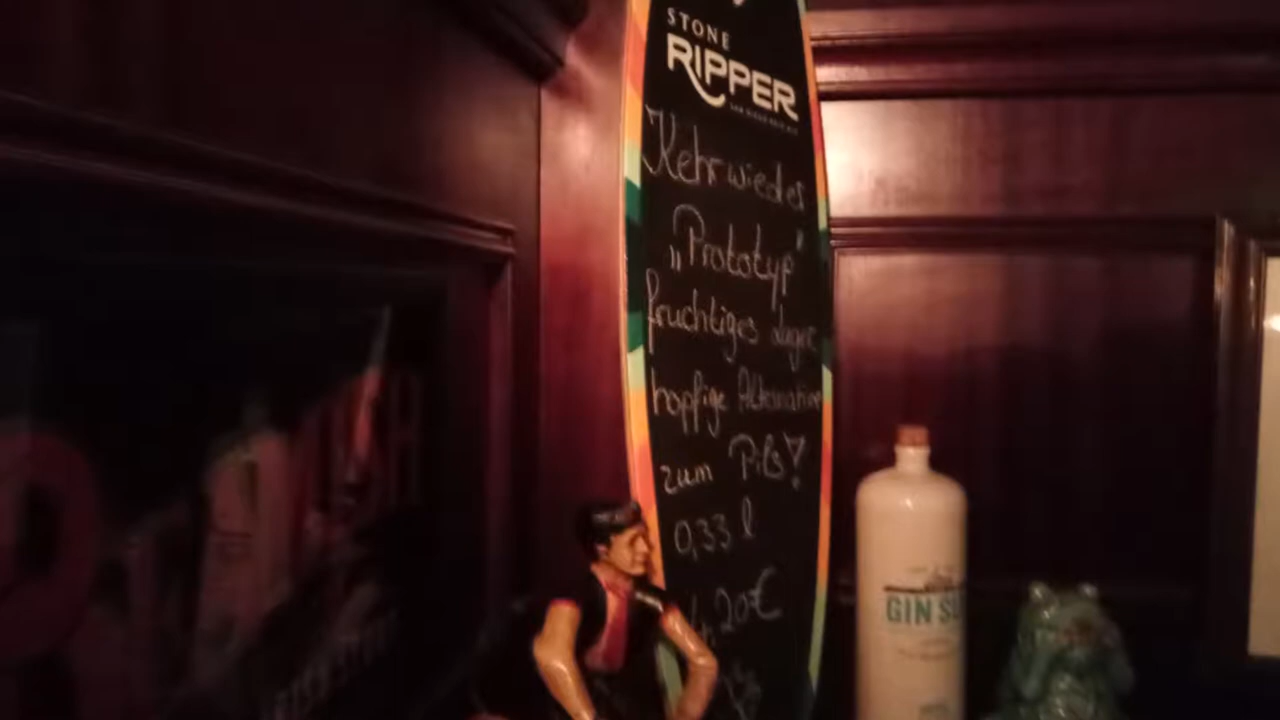 STONE
RIPPER
Kehrwieder
„Prototyp"
fruchtiges Lager
hopfige Alternative
zum Pils!
0,33 l
,20€
GIN